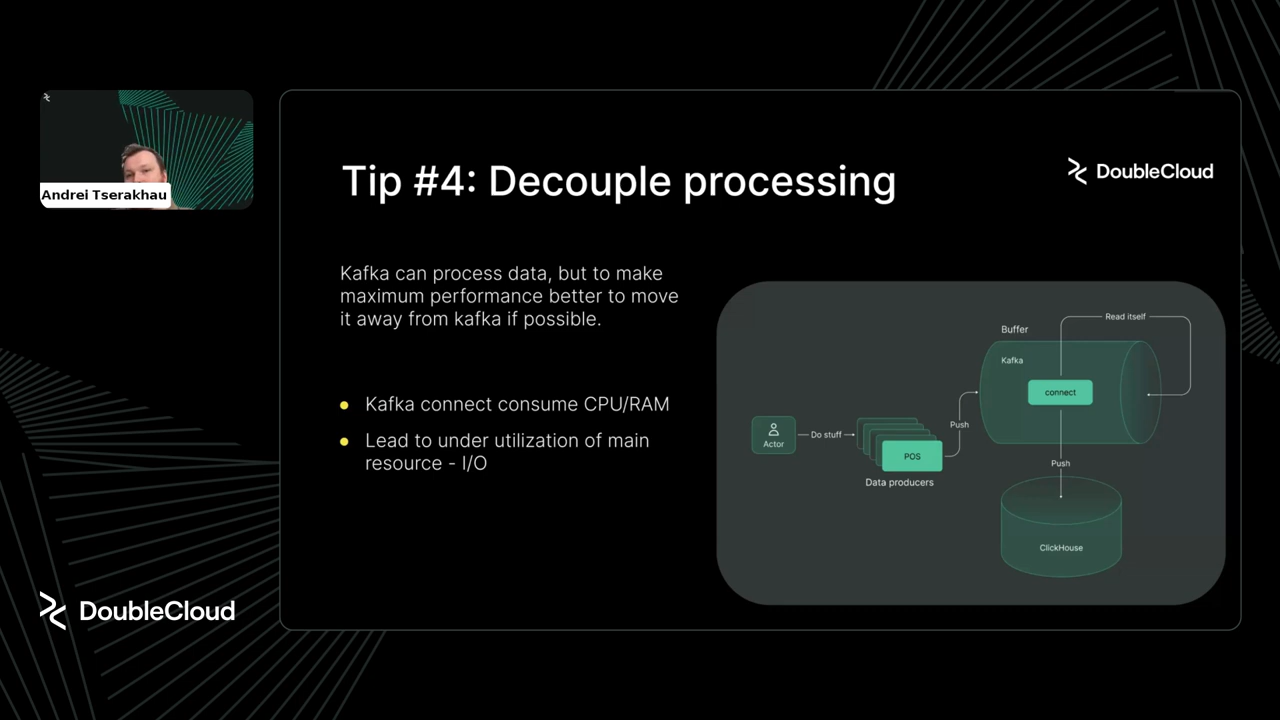 Andrei Tserakhau
DoubleCloud
Tip #4: Decouple processing
DoubleCloud
Kafka can process data, but to make
maximum performance better to move
it away from kafka if possible.
Kafka connect consume CPU/RAM
Lead to under utilization of main
resource - I/O
Read itself
Buffer
Kafka
connect
Push
Do stuff
Actor
POS
Data producers
Push
ClickHouse